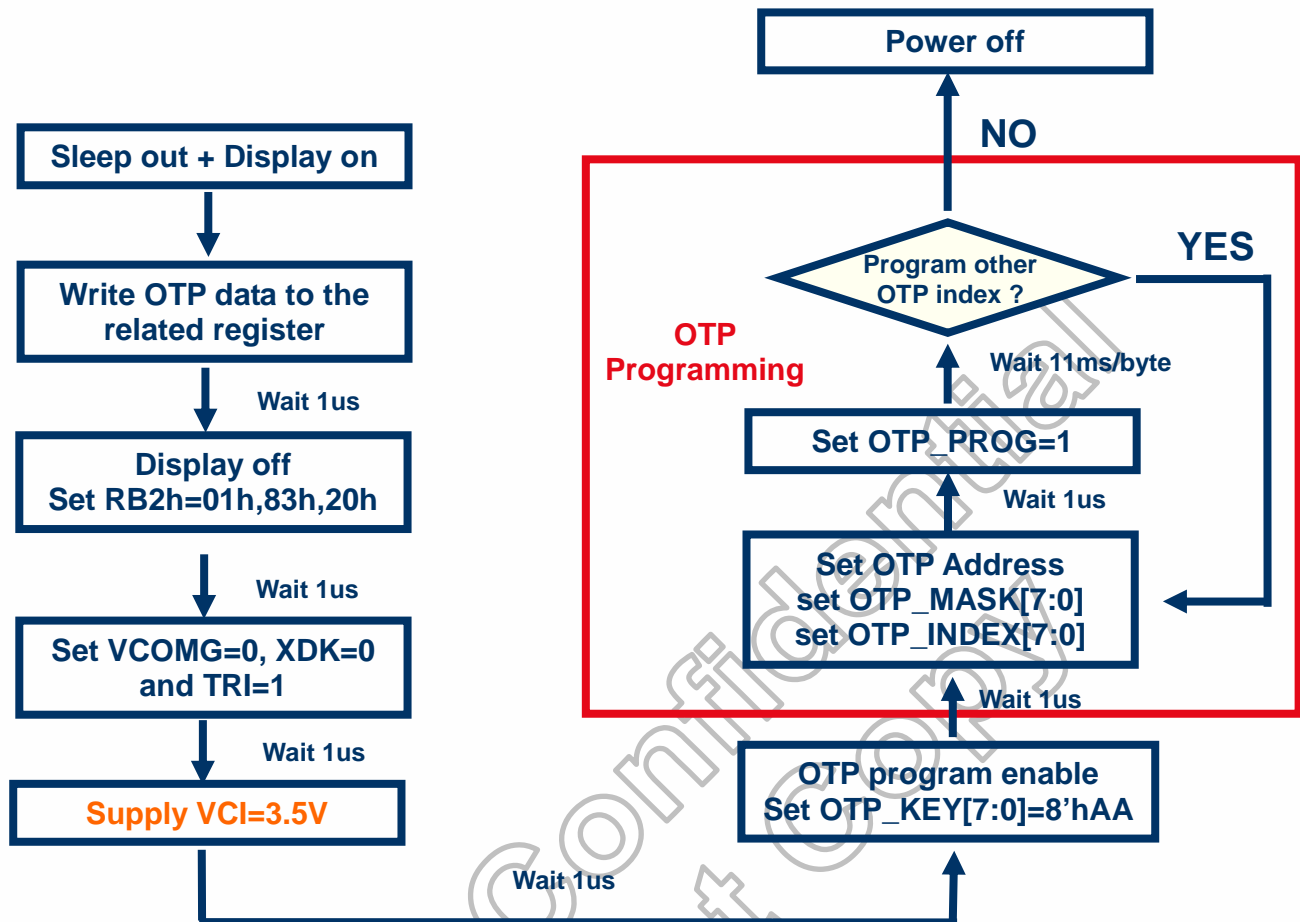 Sleep out + Display on
Write OTP data to the
related register
Wait 1us
Display off
Set RB2h=01h,83h,20h
Wait 1us
Set VCOMG=0, XDK=0
and TRI=1
Wait 1us
Supply VCI=3.5V
Wait 1us
OTP program enable
Set OTP_KEY[7:0]=8’hAA
Wait 1us
Set OTP Address
set OTP_MASK[7:0]
set OTP_INDEX[7:0]
Wait 1us
Set OTP_PROG=1
Wait 11ms/byte
OTP
Programming
Program other
OTP index ?
YES
NO
Power off
Confidential
Copy